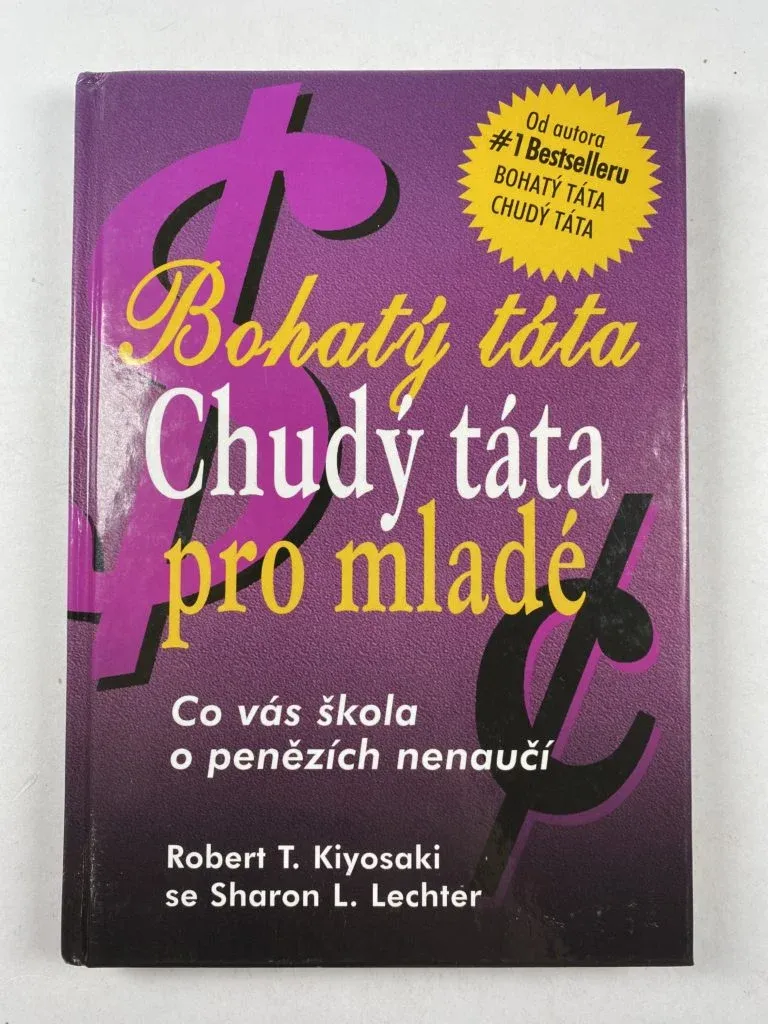 Od autora
#1 Bestselleru
BOHATÝ TÁTA
CHUDÝ TÁTA
Bohatý táta
Chudý táta
pro mladé
Co vás škola
o penězích nenaučí
Robert T. Kiyosaki
se Sharon L. Lechter